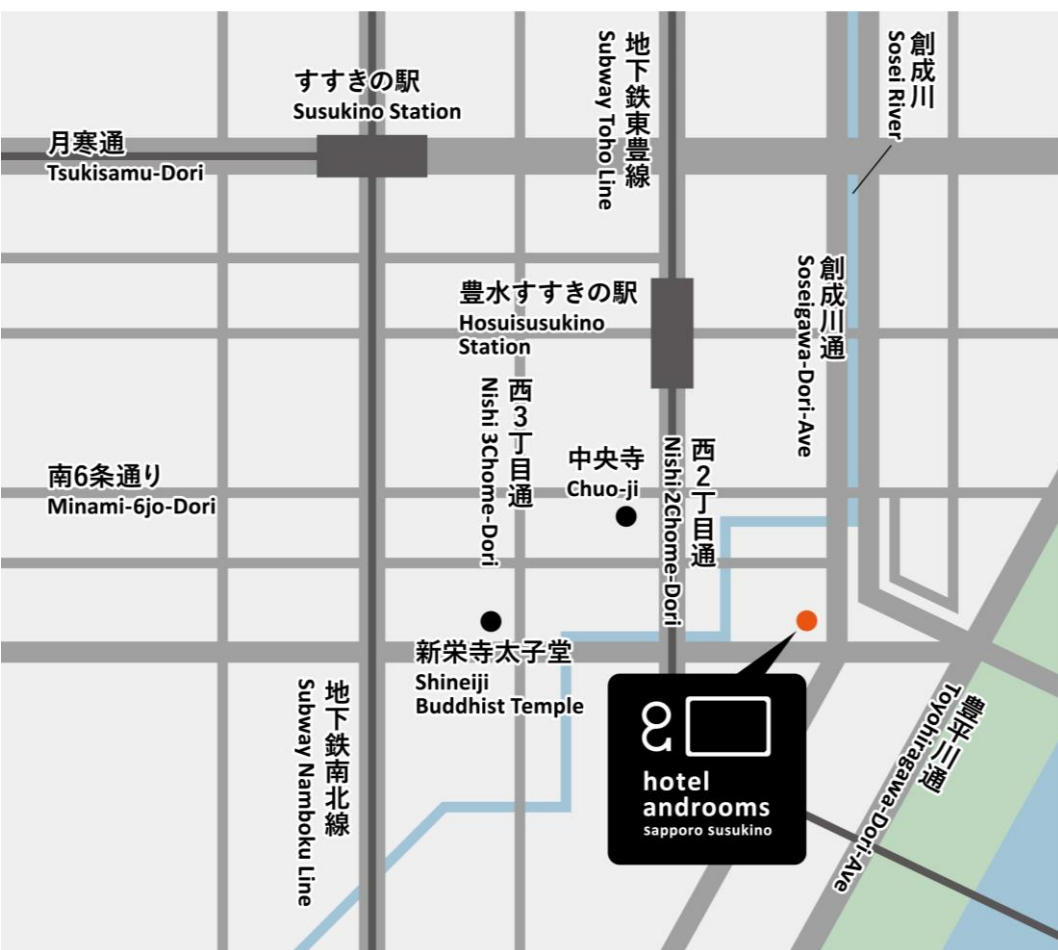 地下鉄東豊線
Subway Toho Line
創成川
Sosei River
すすきの駅
Susukino Station
月寒通
Tsukisamu-Dori
創成川通
Soseigawa-Dori-Ave
豊水すすきの駅
Hosuisusukino
Station
西3丁目通
Nishi 3Chome-Dori
中央寺
Chuo-ji
西2丁目通
Nishi 2Chome-Dori
南6条通り
Minami-6jo-Dori
新栄寺太子堂
Shineiji
Buddhist Temple
地下鉄南北線
Subway Namboku Line
hotel
androoms
sapporo susukino
豊平川通
Toyohiragawa-Dori-Ave